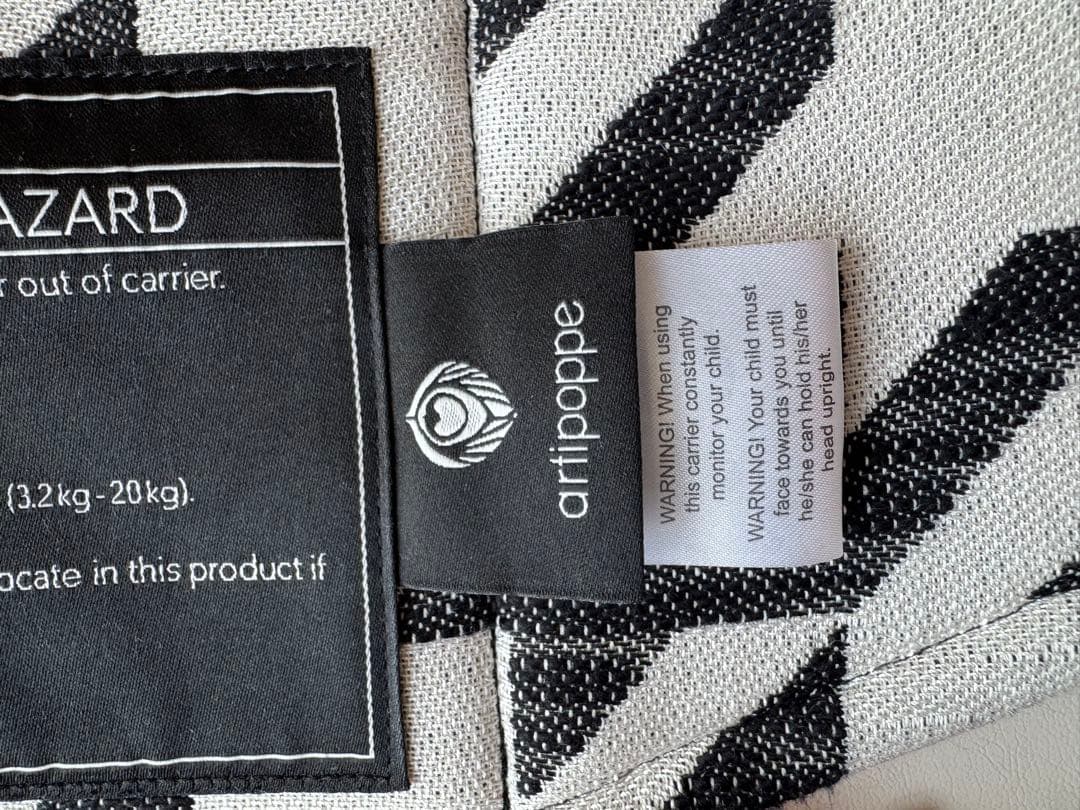 AZARD
r out of carrier.
(3.2kg-20kg).
ocate in this product if
artipoppe
WARNING! When using
this carrier constantly
monitor your child.
WARNING! Your child must
face towards you until
he/she can hold his/her
head upright.